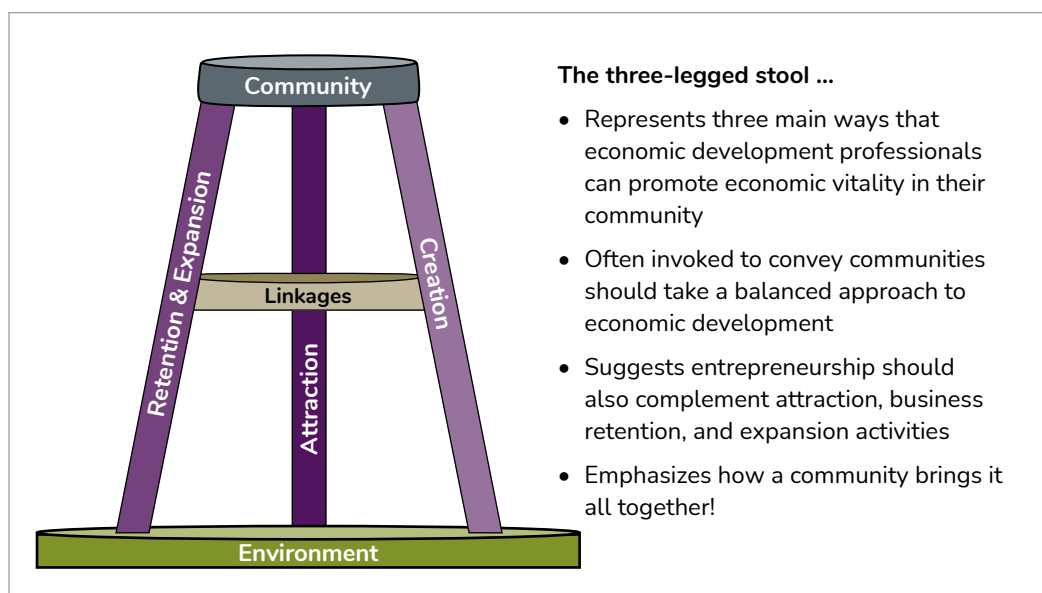 Community
Retention & Expansion
Linkages
Creation
Attraction
Environment
The three-legged stool ...
• Represents three main ways that
economic development professionals
can promote economic vitality in their
community
• Often invoked to convey communities
should take a balanced approach to
economic development
• Suggests entrepreneurship should
also complement attraction, business
retention, and expansion activities
• Emphasizes how a community brings it
all together!